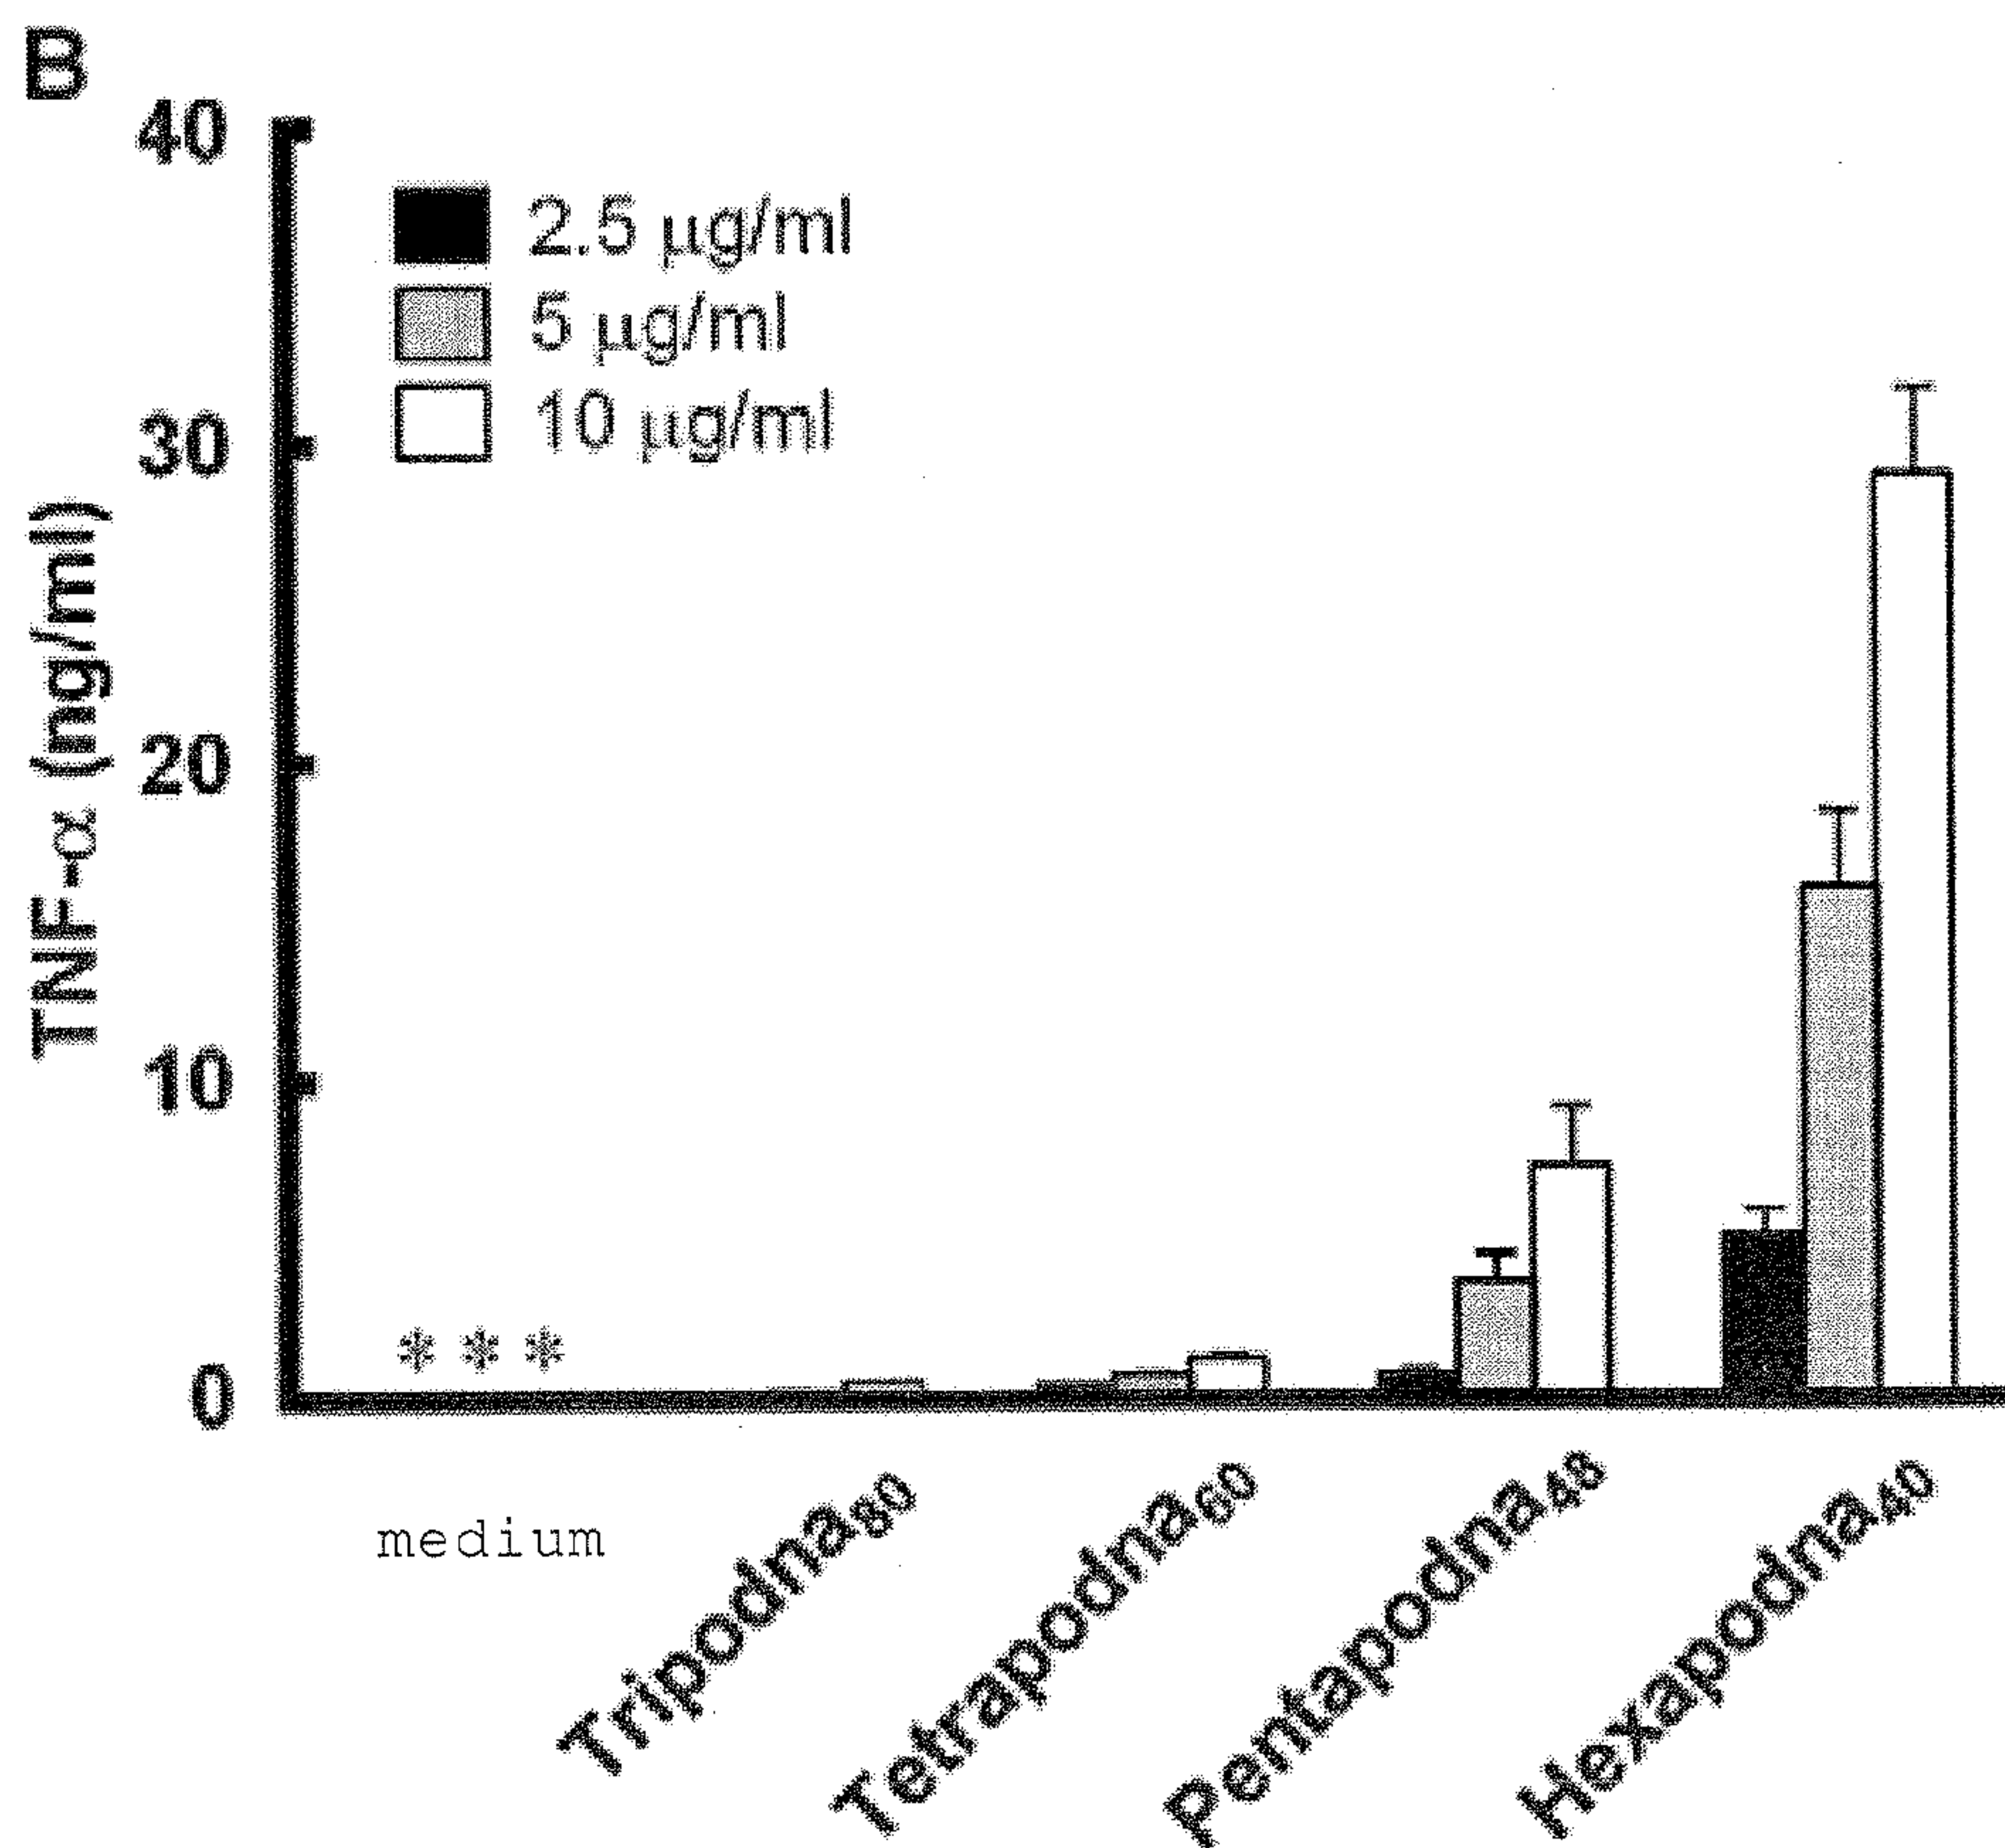 B
40
30
20
10
0
TNF-α (ng/ml)
2.5 μg/ml
5 μg/ml
10 μg/ml
* * *
medium
Tripodna80
Tetrapodna60
Pentapodna48
Hexapodna40